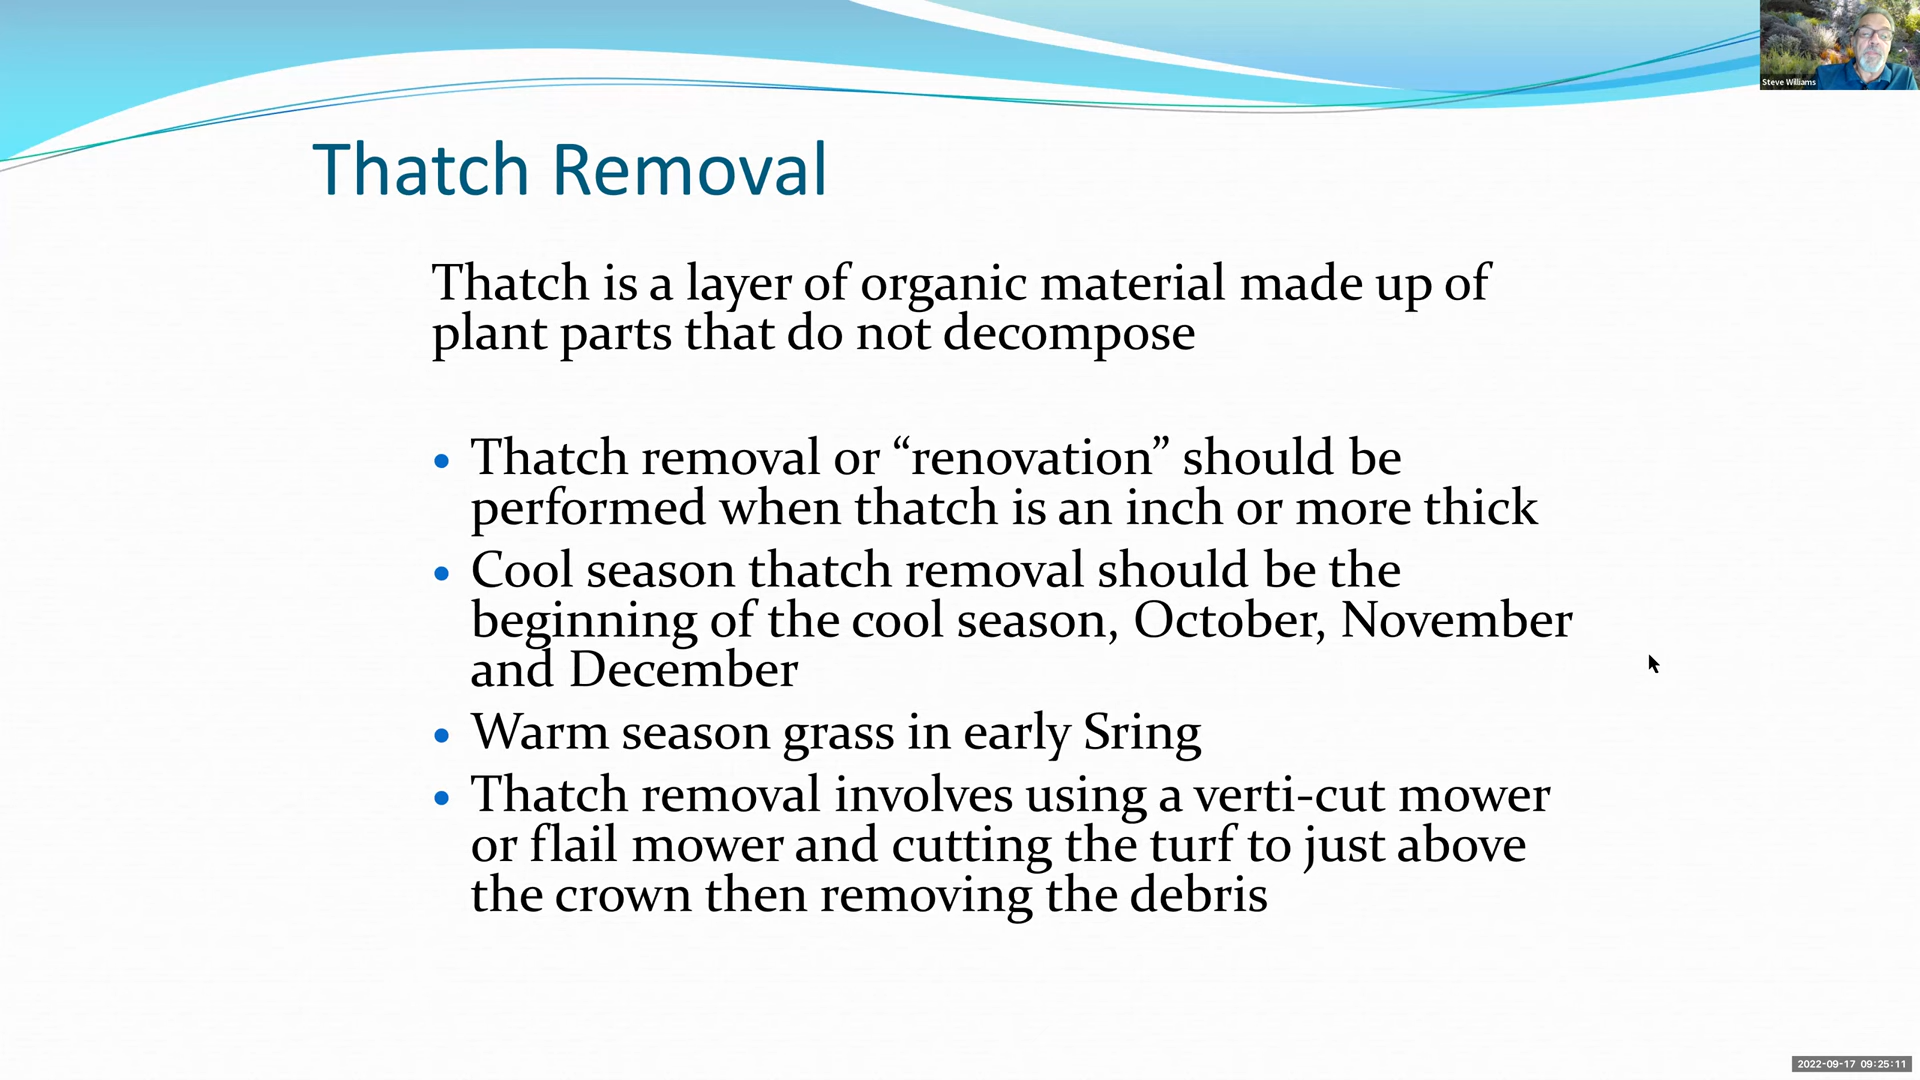 Steve Williams
Thatch Removal
Thatch is a layer of organic material made up of
plant parts that do not decompose
• Thatch removal or “renovation” should be
performed when thatch is an inch or more thick
• Cool season thatch removal should be the
beginning of the cool season, October, November
and December
• Warm season grass in early Sring
• Thatch removal involves using a verti-cut mower
or flail mower and cutting the turf to just above
the crown then removing the debris
2022-09-17 09:25:11